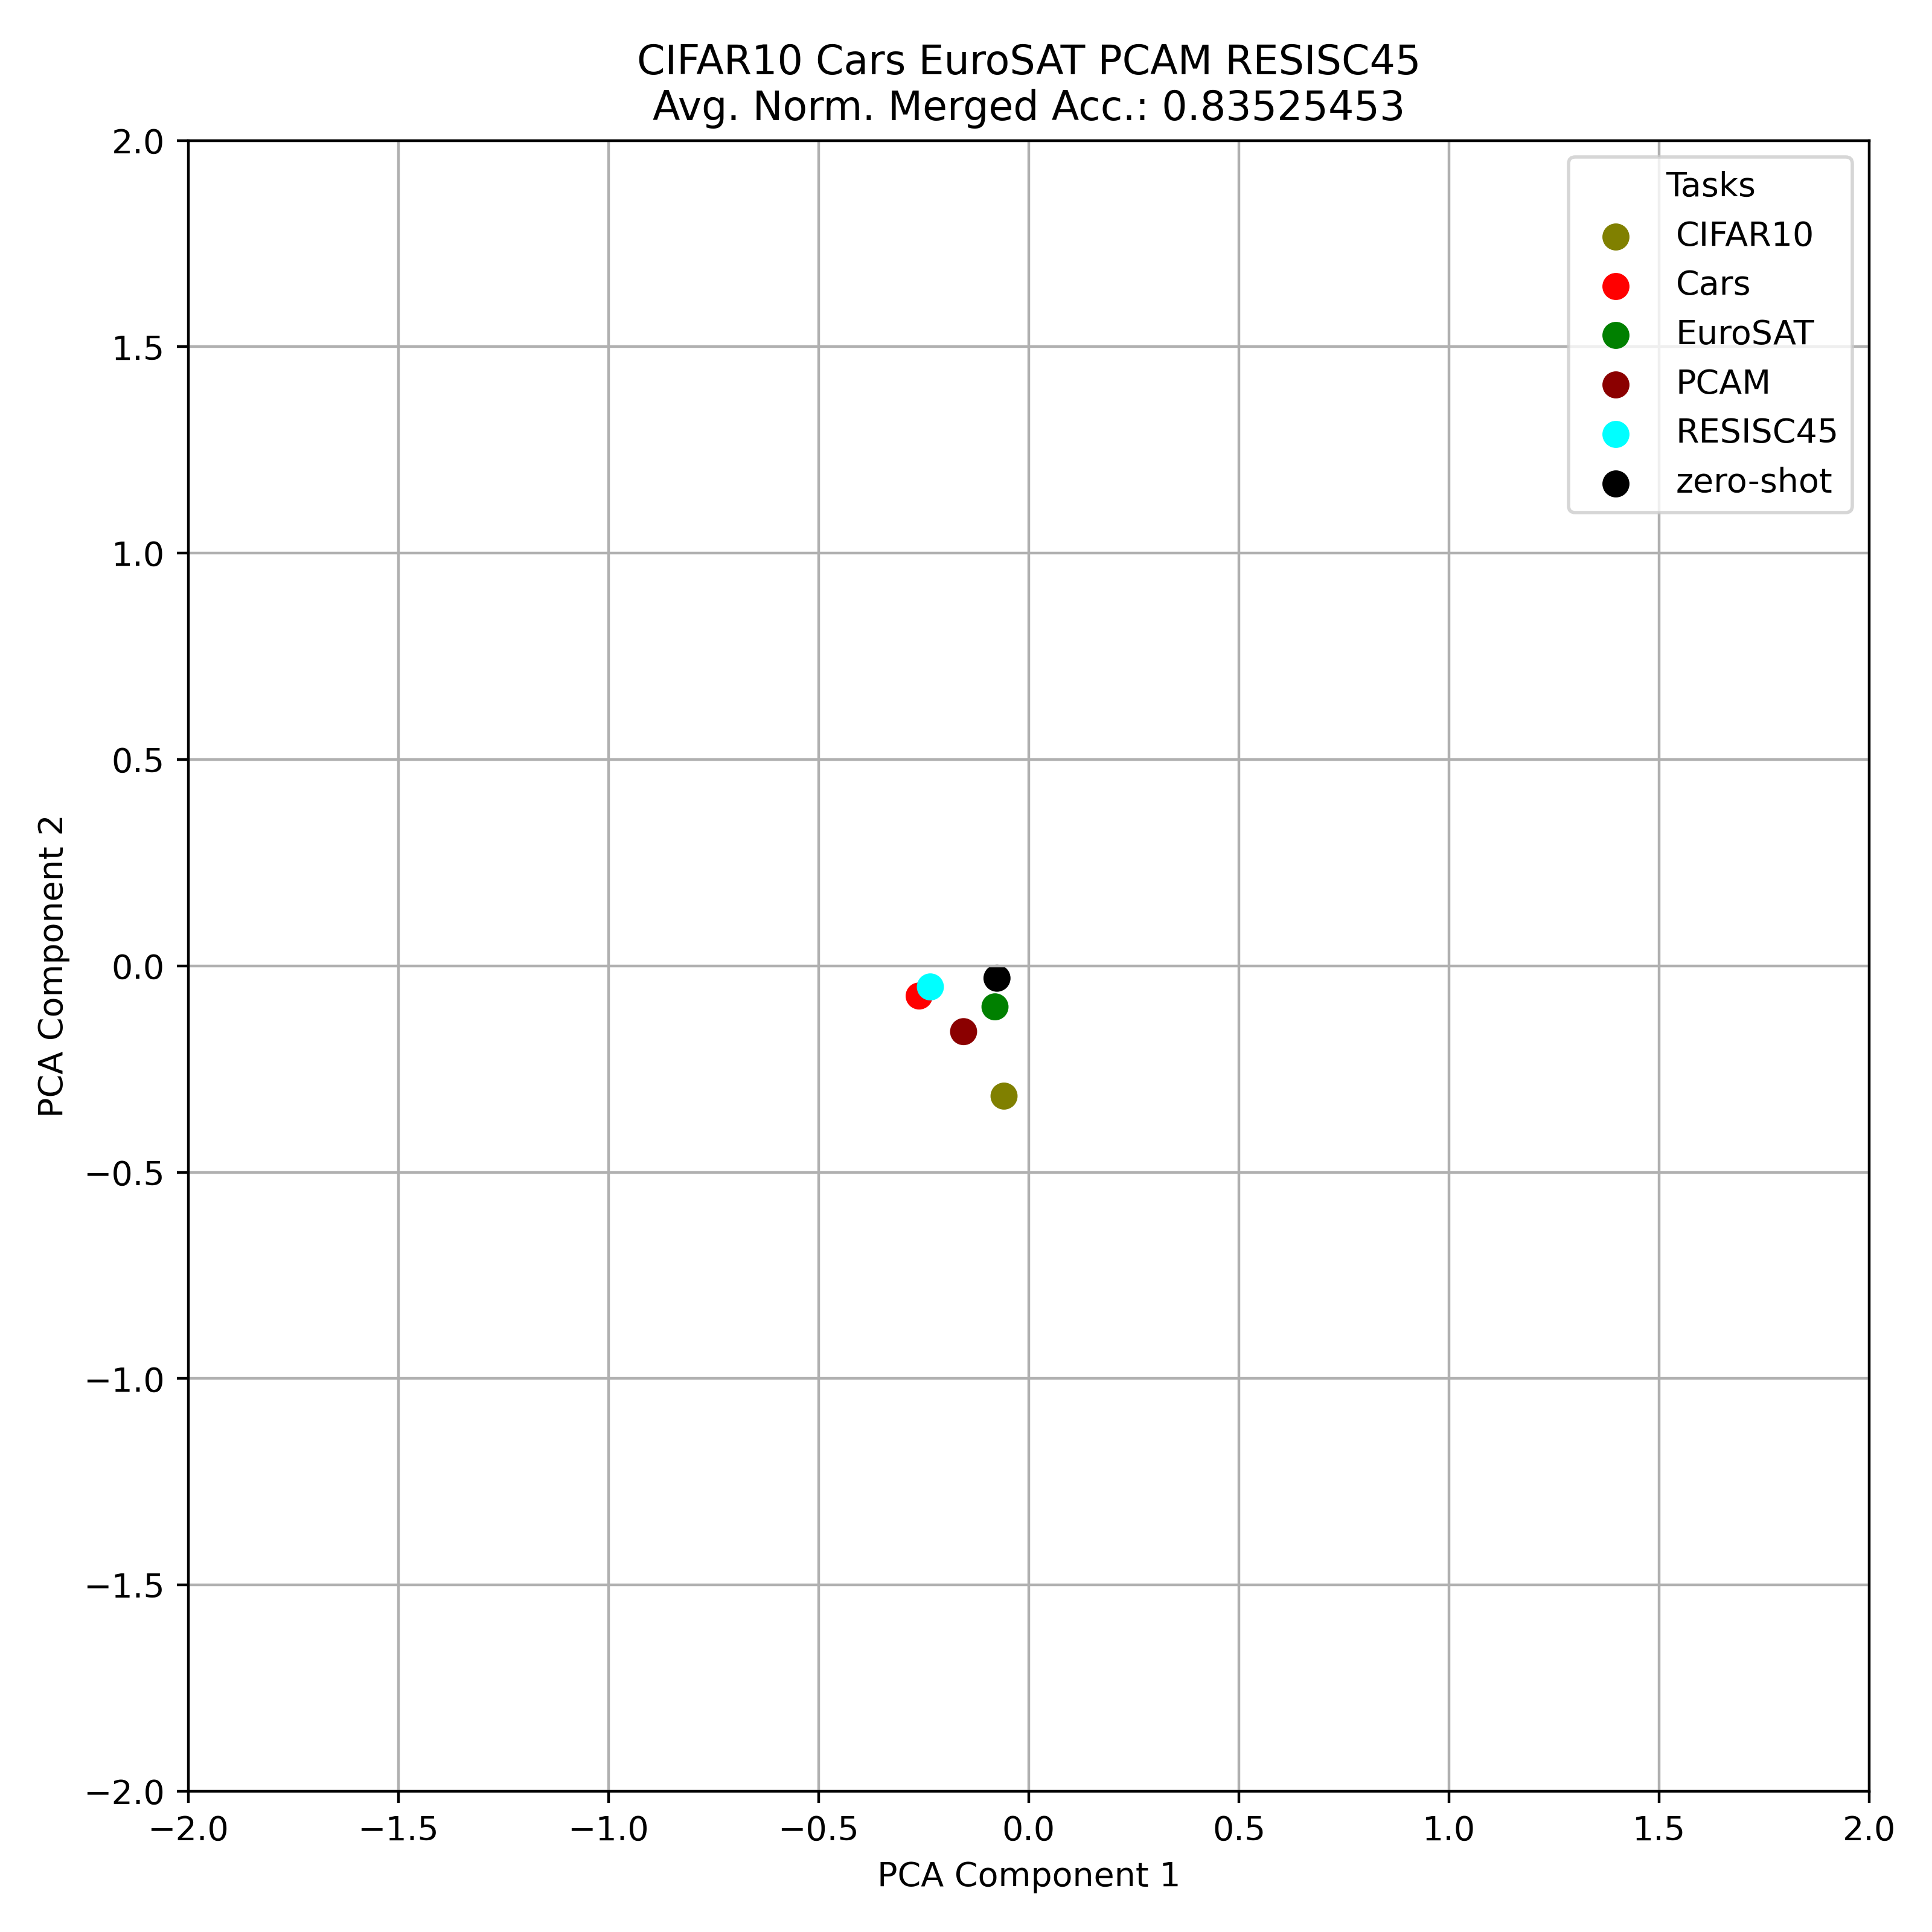 CIFAR10 Cars EuroSAT PCAM RESISC45
Avg. Norm. Merged Acc.: 0.83525453
Tasks
CIFAR10
Cars
EuroSAT
PCAM
RESISC45
zero-shot
PCA Component 2
2.0
1.5
1.0
0.5
0.0
−0.5
−1.0
−1.5
−2.0
−2.0 −1.5 −1.0 −0.5 0.0 0.5 1.0 1.5 2.0
PCA Component 1